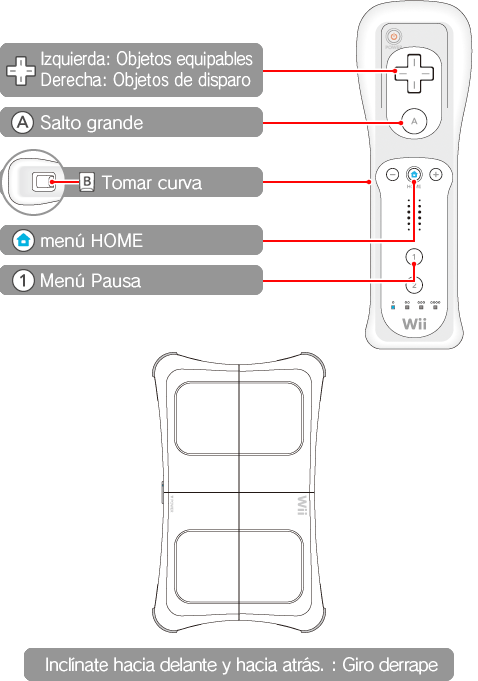 Izquierda: Objetos equipables
Derecha: Objetos de disparo
A Salto grande
B Tomar curva
menú HOME
1 Menú Pausa
POWER
A
HOME
1
2
Wii
Wii
Inclínate hacia delante y hacia atrás. : Giro derrape